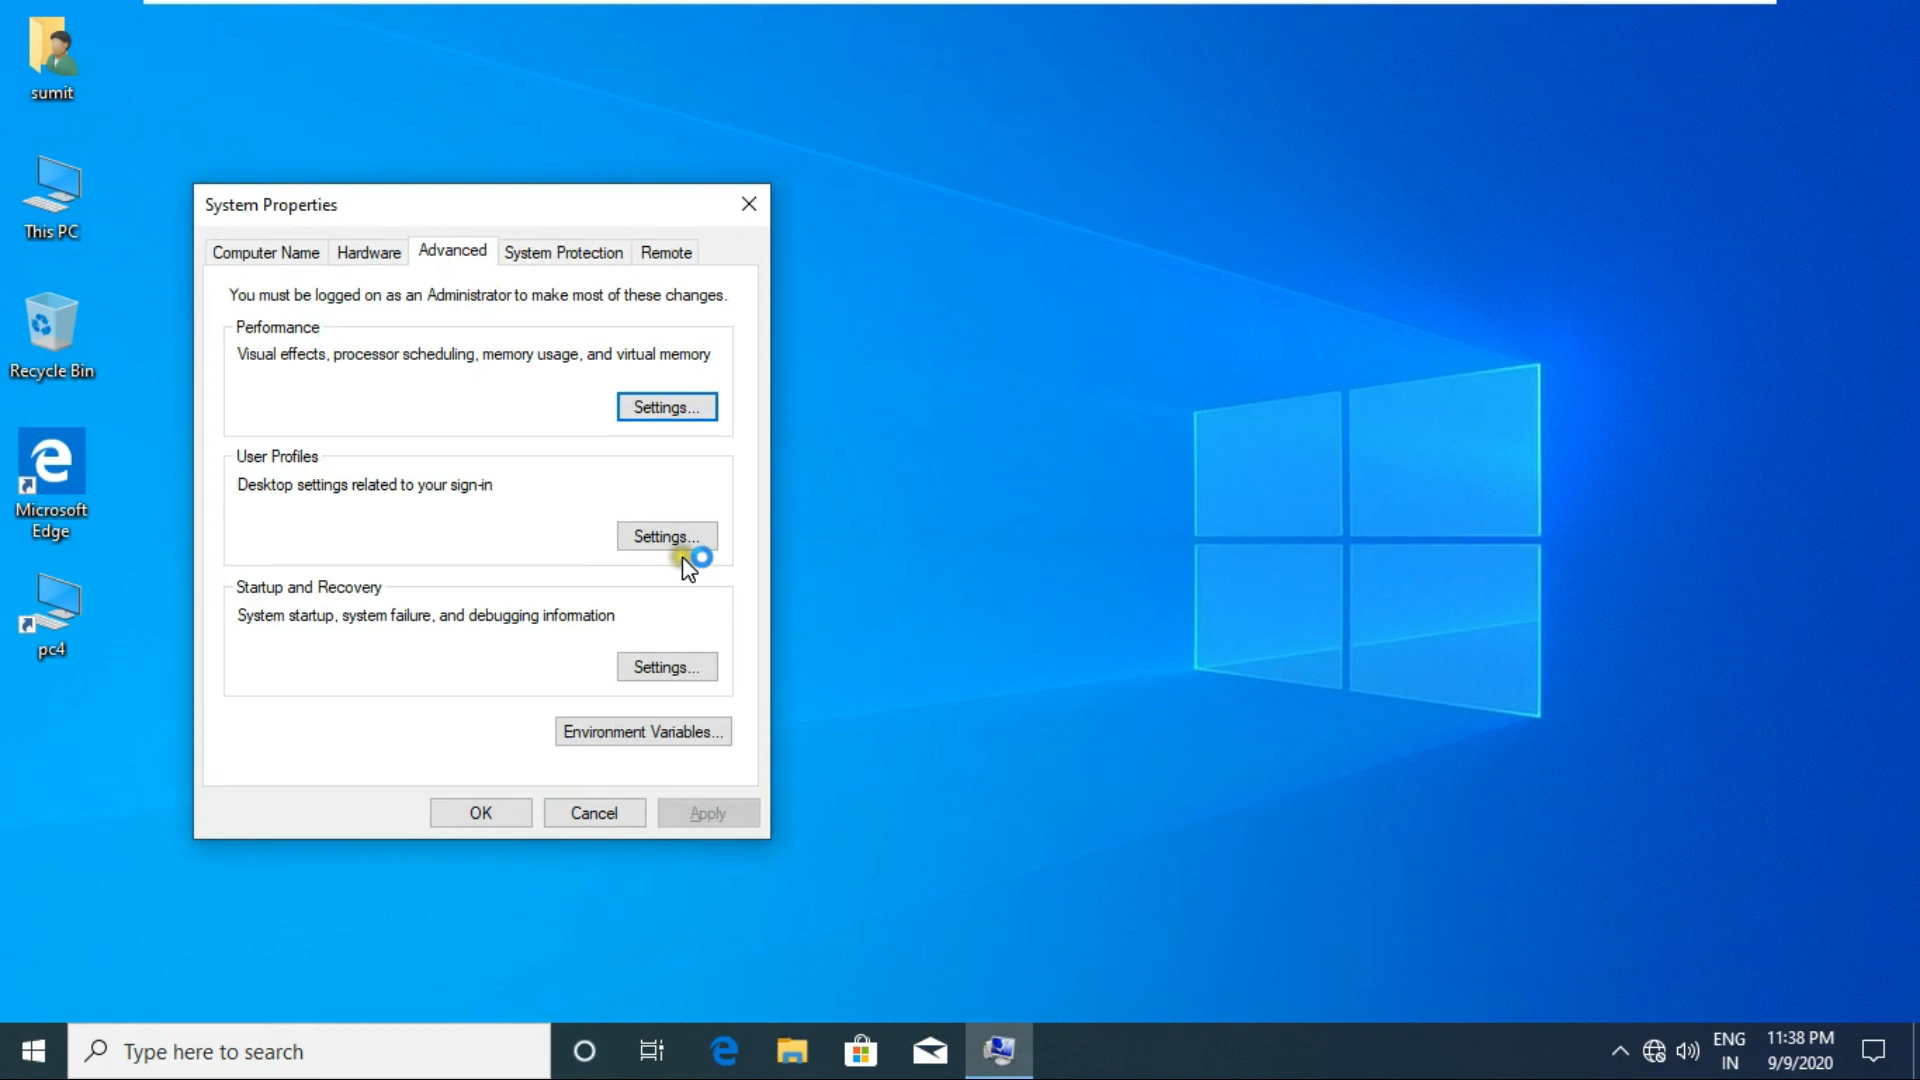 sumit
This PC
Recycle Bin
Microsoft
Edge
pc4
System Properties
Computer Name
Hardware
Advanced
System Protection
Remote
You must be logged on as an Administrator to make most of these changes.
Performance
Visual effects, processor scheduling, memory usage, and virtual memory
Settings...
User Profiles
Desktop settings related to your sign-in
Settings...
Startup and Recovery
System startup, system failure, and debugging information
Settings...
Environment Variables...
OK
Cancel
Apply
Type here to search
ENG
IN
11:38 PM
9/9/2020